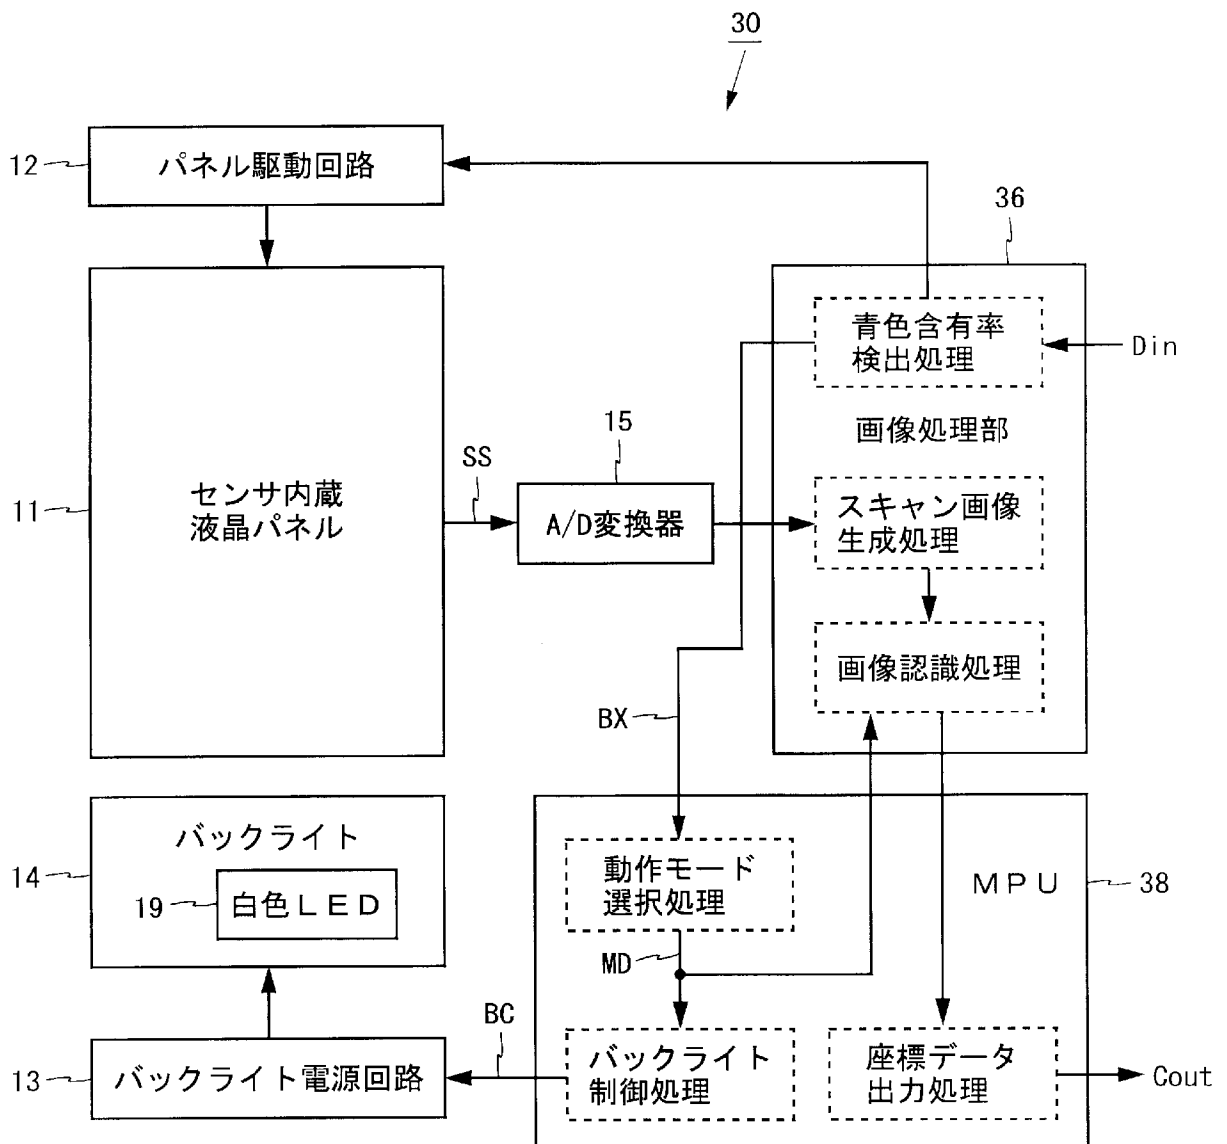 30
12
パネル駆動回路
36
青色含有率
検出処理
Din
画像処理部
15
SS
11
センサ内蔵
液晶パネル
A/D変換器
スキャン画像
生成処理
画像認識処理
BX
バックライト
14
19
白色LED
動作モード
選択処理
MPU
38
MD
BC
13
バックライト電源回路
バックライト
制御処理
座標データ
出力処理
Cout